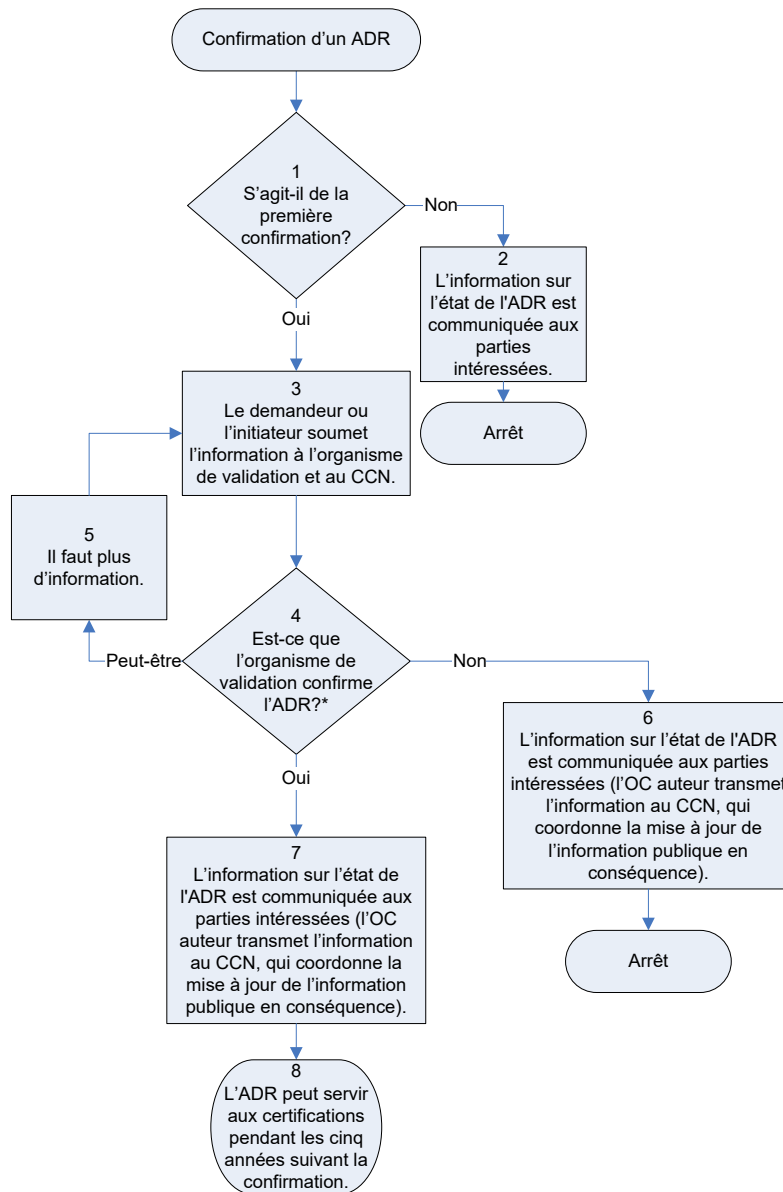 Confirmation d’un ADR
1
S’agit-il de la
première
confirmation?
Non
2
L’information sur
l’état de l'ADR est
communiquée aux
parties
intéressées.
Arrêt
Oui
3
Le demandeur ou
l’initiateur soumet
l’information à l’organisme
de validation et au CCN.
5
Il faut plus
d’information.
4
Est-ce que
l’organisme de
validation confirme
l’ADR?*
Peut-être
Non
6
L’information sur l’état de l'ADR
est communiquée aux parties
intéressées (l’OC auteur transmet
l’information au CCN, qui
coordonne la mise à jour de
l’information publique en
conséquence).
Arrêt
Oui
7
L’information sur l’état de
l'ADR est communiquée aux
parties intéressées (l’OC
auteur transmet l’information
au CCN, qui coordonne la
mise à jour de l’information
publique en conséquence).
8
L’ADR peut servir
aux certifications
pendant les cinq
années suivant la
confirmation.